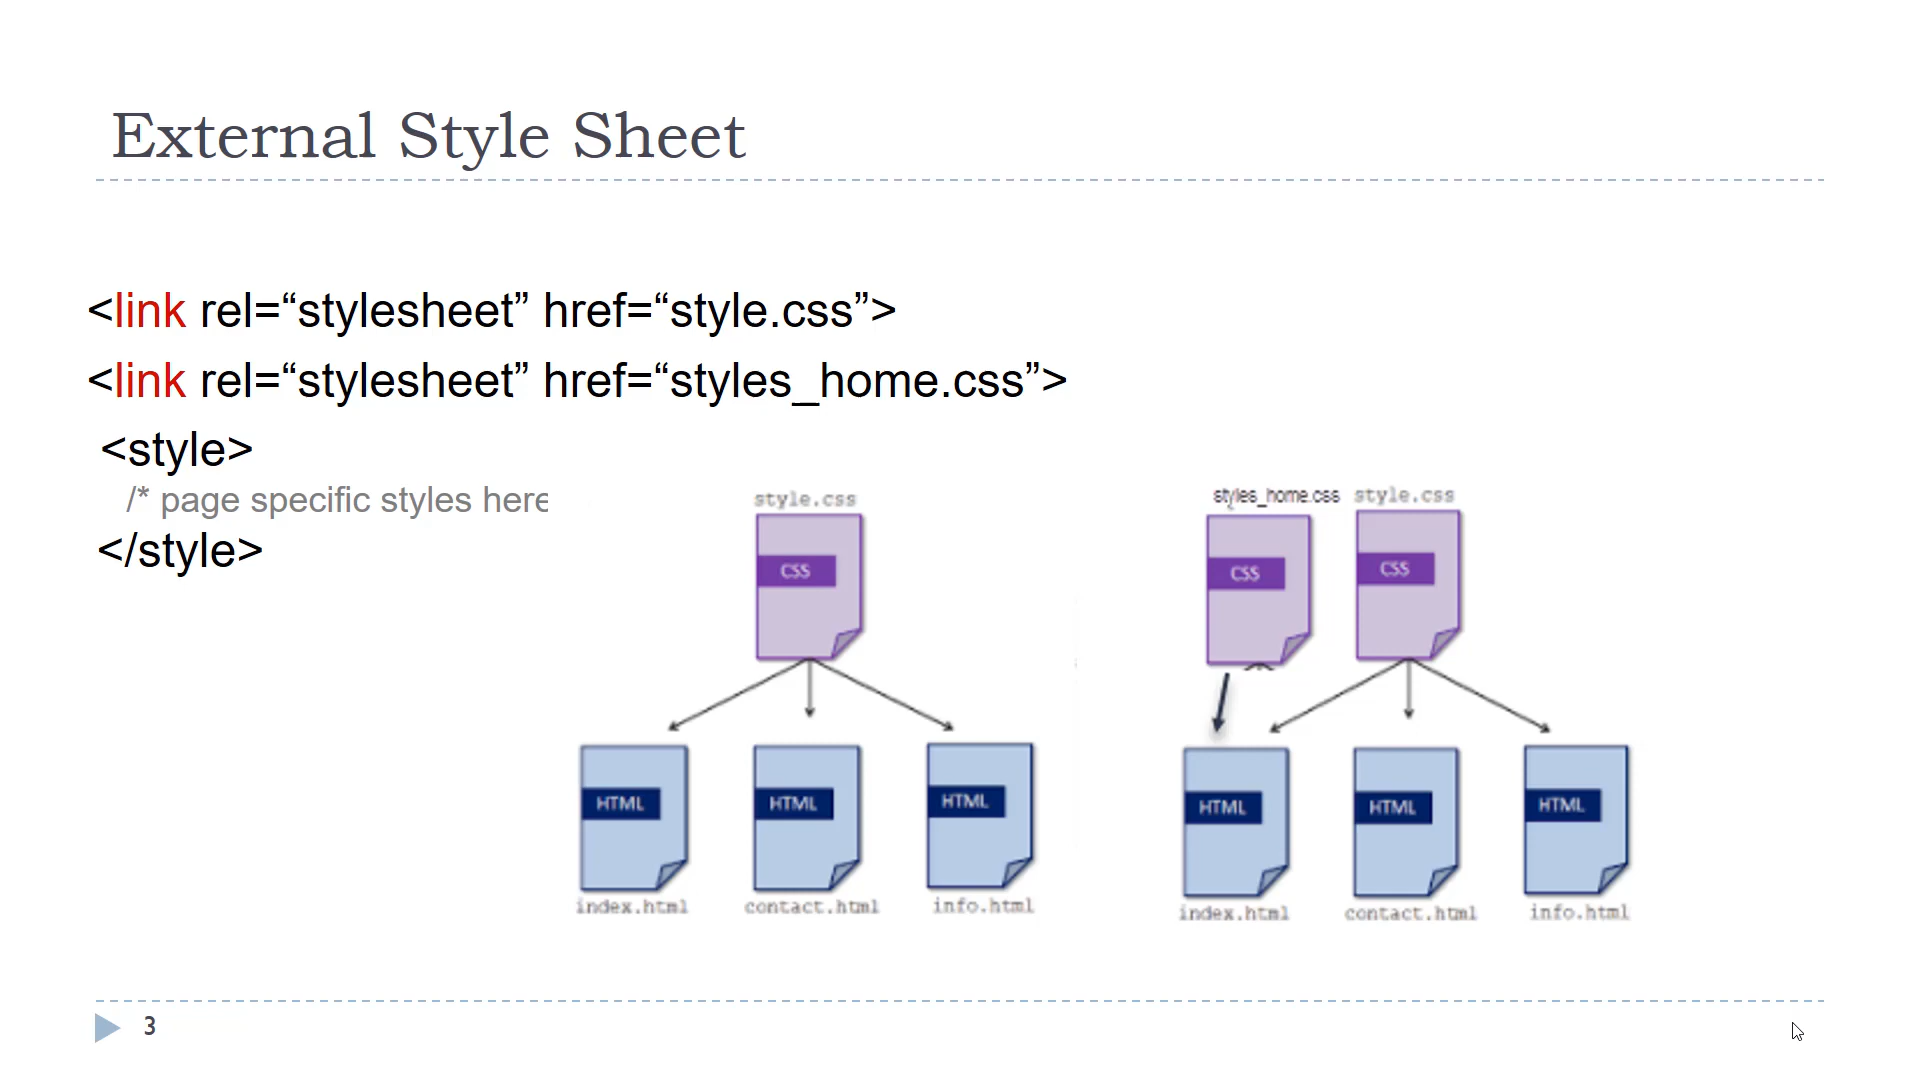 External Style Sheet
<link rel=“stylesheet” href=“style.css”>
<link rel=“stylesheet” href=“styles_home.css”>
<style>
/* page specific styles here
</style>
style.css
CSS
HTML HTML HTML
index.html contact.html info.html
styles_home.css style.css
CSS CSS
HTML HTML HTML
index.html contact.html info.html
3